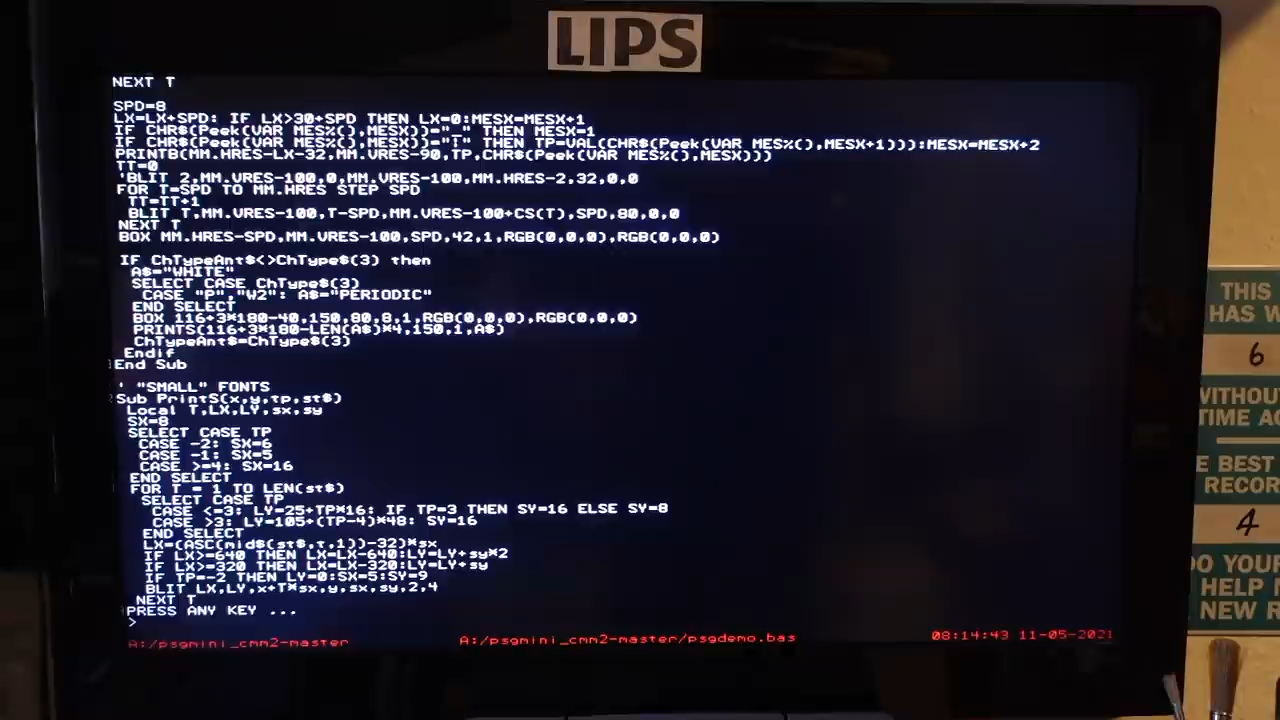 LIPS
NEXT T
SPD=8
LX=LX+SPD: IF LX>30+SPD THEN LX=0:MESX=MESX+1
IF CHR$(Peek(VAR MES%(),MESX))="_" THEN MESX=1
IF CHR$(Peek(VAR MES%(),MESX))="!" THEN TP=VAL(CHR$(Peek(VAR MES%(),MESX+1))):MESX=MESX+2
PRINTB(MM.HRES-LX-32,MM.VRES-90,TP,CHR$(Peek(VAR MES%(),MESX)))
TT=0
'BLIT 2,MM.VRES-100,0,MM.VRES-100,MM.HRES-2,32,0,0
FOR T=SPD TO MM.HRES STEP SPD
TT=TT+1
BLIT T,MM.VRES-100,T-SPD,MM.VRES-100+CS(T),SPD,80,0,0
NEXT T
BOX MM.HRES-SPD,MM.VRES-100,SPD,42,1,RGB(0,0,0),RGB(0,0,0)
IF ChTypeAnt$<>ChType$(3) then
A$="WHITE"
SELECT CASE ChType$(3)
CASE "P","W2": A$="PERIODIC"
END SELECT
BOX 116+3*180-40,150,80,8,1,RGB(0,0,0),RGB(0,0,0)
PRINTS(116+3*180-LEN(A$)*4,150,1,A$)
ChTypeAnt$=ChType$(3)
Endif
End Sub
' "SMALL" FONTS
Sub PrintS(x,y,tp,st$)
Local T,LX,LY,sx,sy
SX=8
SELECT CASE TP
CASE -2: SX=6
CASE -1: SX=5
CASE >=4: SX=16
END SELECT
FOR T = 1 TO LEN(st$)
SELECT CASE TP
CASE <=3: LY=25+TP*16: IF TP=3 THEN SY=16 ELSE SY=8
CASE >3: LY=105+(TP-4)*48: SY=16
END SELECT
LX=(ASC(mid$(st$,t,1))-32)*sx
IF LX>=640 THEN LX=LX-640:LY=LY+sy*2
IF LX>=320 THEN LX=LX-320:LY=LY+sy
IF TP=-2 THEN LY=0:SX=5:SY=9
BLIT LX,LY,x+T*sx,y,sx,sy,2,4
NEXT T
PRESS ANY KEY ...
>
A:/psgmini_cmm2-master A:/psgmini_cmm2-master/psgdemo.bas 08:14:43 11-05-2021
THIS
HAS W
6
WITHOU
TIME AC
E BEST
RECOR
4
DO YOUR
HELP
NEW R